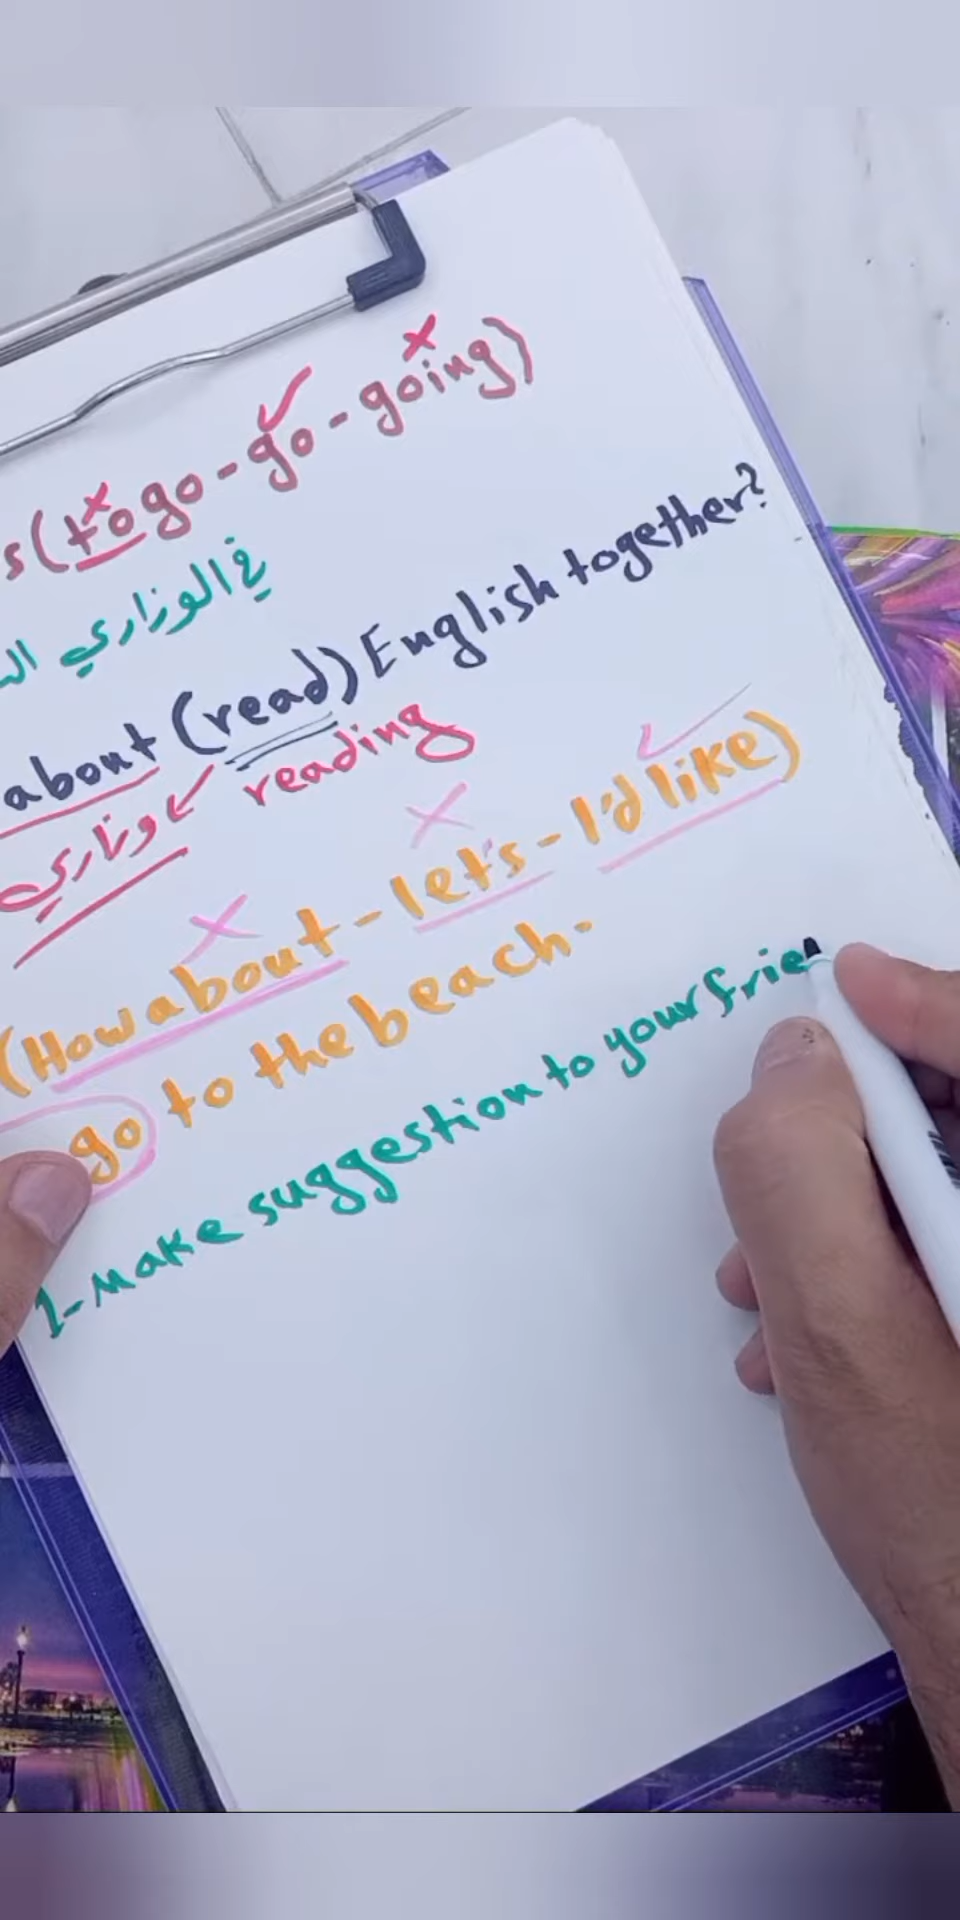 s (to go - go - going)
في الوزاري
about (read) English together?
وزاري reading
(How about - let's - I'd like)
go to the beach.
1- Make suggestion to your frie